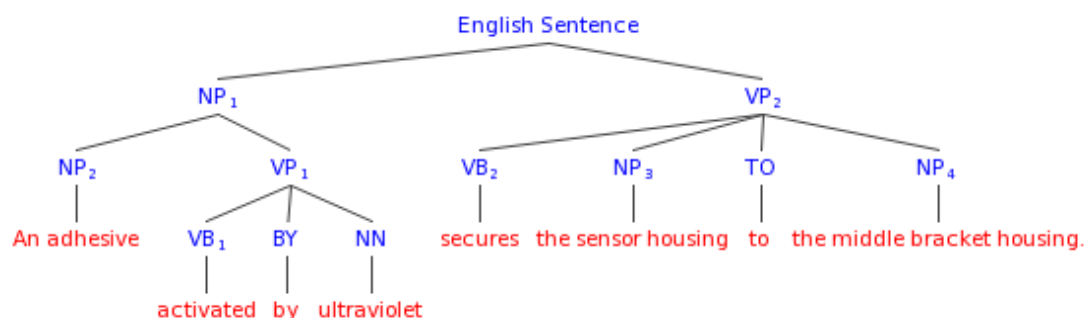 English Sentence
NP₁ VP₂
NP₂ VP₁ VB₂ NP₃ TO NP₄
An adhesive VB₁ BY NN secures the sensor housing to the middle bracket housing.
activated by ultraviolet